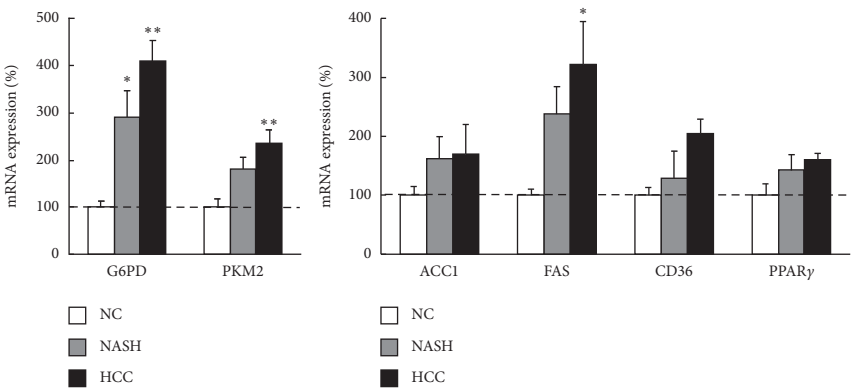 mRNA expression (%)
500
400
300
200
100
0
*
**
**
G6PD
PKM2
NC
NASH
HCC
mRNA expression (%)
400
300
200
100
0
*
ACC1
FAS
CD36
PPARγ
NC
NASH
HCC